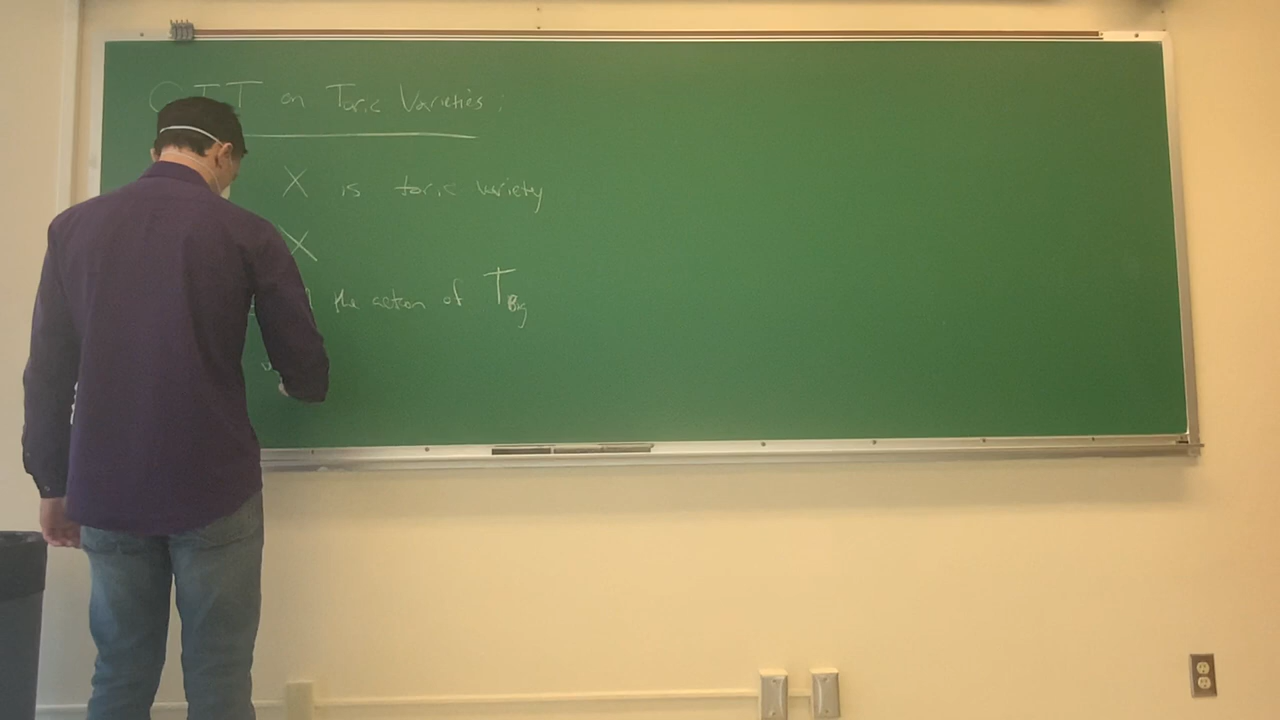 GIT on Toric Varieties:
X is toric variety
X
the action of T_Big